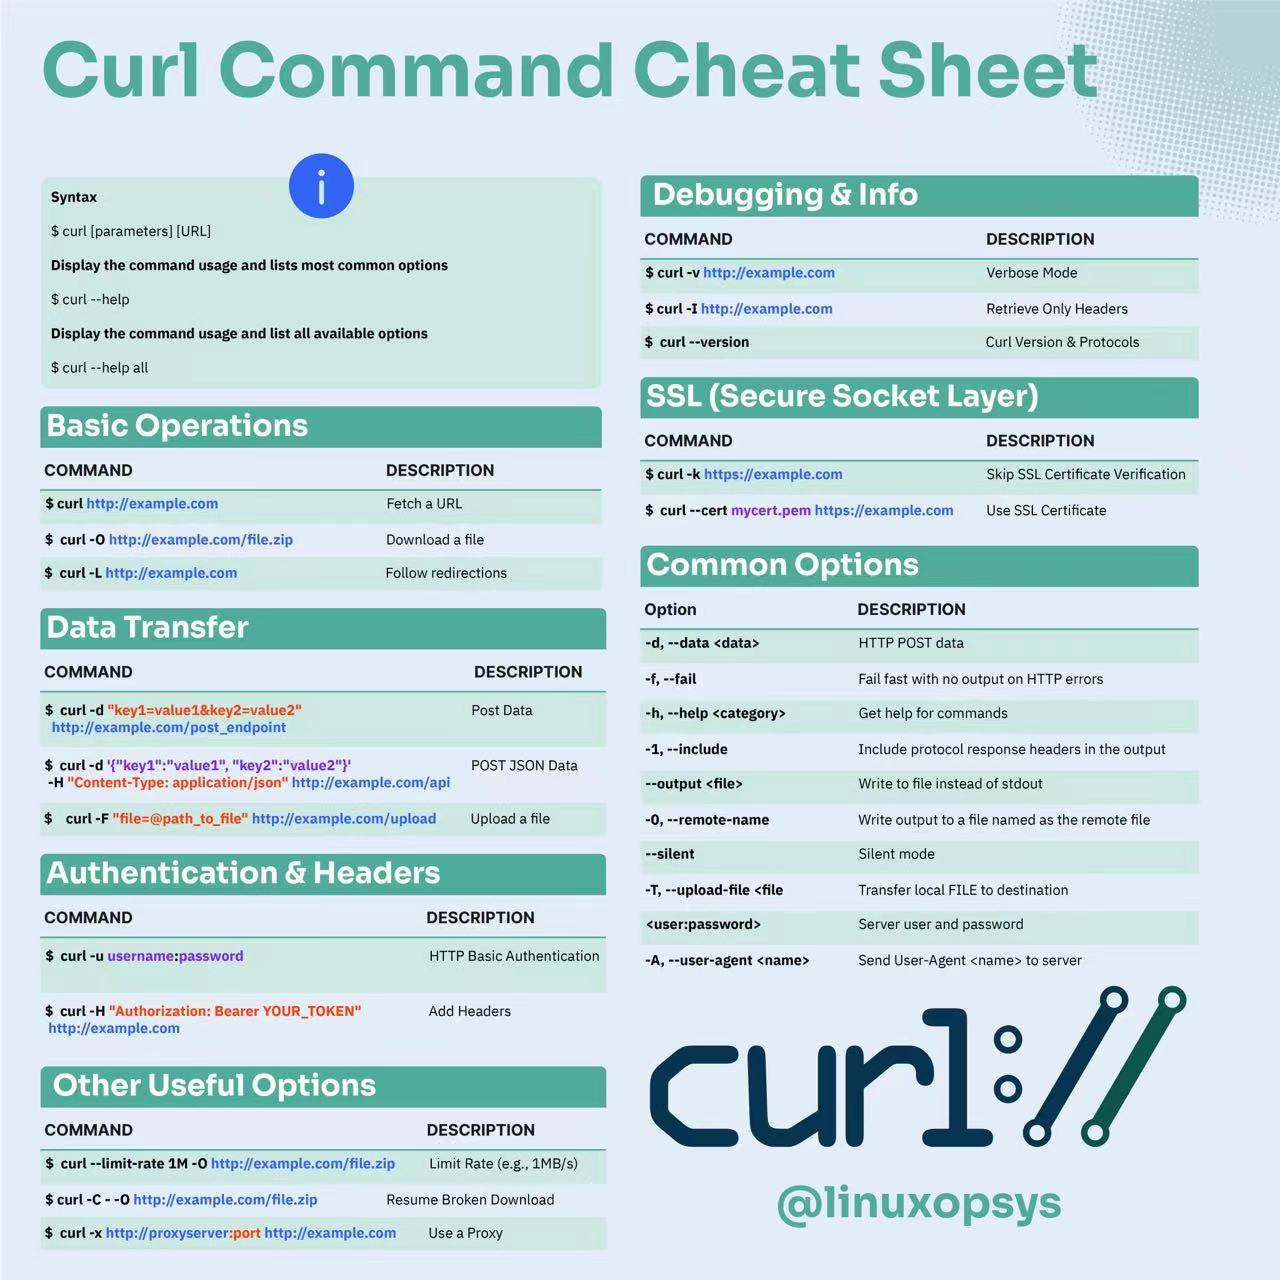 Curl Command Cheat Sheet
Syntax
$ curl [parameters] [URL]
Display the command usage and lists most common options
$ curl --help
Display the command usage and list all available options
$ curl --help all
Basic Operations
COMMAND DESCRIPTION
$ curl http://example.com Fetch a URL
$ curl -O http://example.com/file.zip Download a file
$ curl -L http://example.com Follow redirections
Data Transfer
COMMAND DESCRIPTION
$ curl -d "key1=value1&key2=value2" Post Data
http://example.com/post_endpoint
$ curl -d '{"key1":"value1", "key2":"value2"}' POST JSON Data
-H "Content-Type: application/json" http://example.com/api
$ curl -F "file=@path_to_file" http://example.com/upload Upload a file
Authentication & Headers
COMMAND DESCRIPTION
$ curl -u username:password HTTP Basic Authentication
$ curl -H "Authorization: Bearer YOUR_TOKEN" Add Headers
http://example.com
Other Useful Options
COMMAND DESCRIPTION
$ curl --limit-rate 1M -O http://example.com/file.zip Limit Rate (e.g., 1MB/s)
$ curl -C - -O http://example.com/file.zip Resume Broken Download
$ curl -x http://proxyserver:port http://example.com Use a Proxy
Debugging & Info
COMMAND DESCRIPTION
$ curl -v http://example.com Verbose Mode
$ curl -I http://example.com Retrieve Only Headers
$ curl --version Curl Version & Protocols
SSL (Secure Socket Layer)
COMMAND DESCRIPTION
$ curl -k https://example.com Skip SSL Certificate Verification
$ curl --cert mycert.pem https://example.com Use SSL Certificate
Common Options
Option DESCRIPTION
-d, --data <data> HTTP POST data
-f, --fail Fail fast with no output on HTTP errors
-h, --help <category> Get help for commands
-1, --include Include protocol response headers in the output
--output <file> Write to file instead of stdout
-0, --remote-name Write output to a file named as the remote file
--silent Silent mode
-T, --upload-file <file Transfer local FILE to destination
<user:password> Server user and password
-A, --user-agent <name> Send User-Agent <name> to server
curl://
@linuxopsys